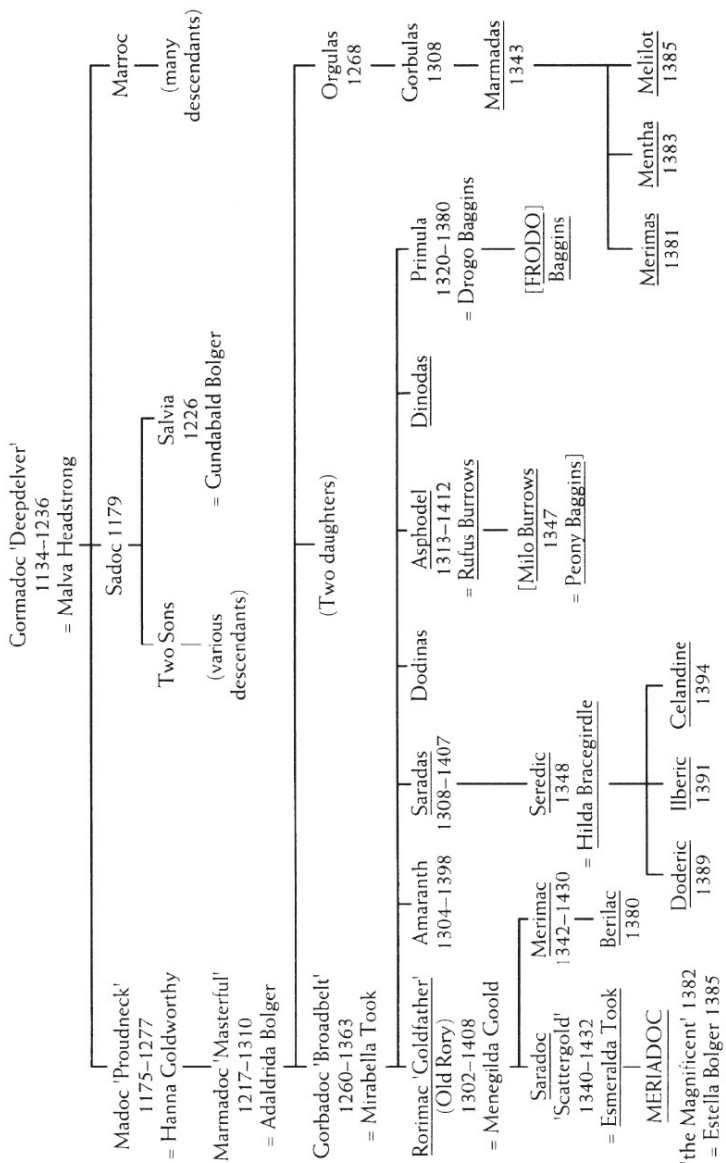 Gormadoc 'Deepdelver'
1134–1236
= Malva Headstrong
Madoc 'Proudneck'
1175–1277
= Hanna Goldworthy
Sadoc 1179
Marroc
(many
descendants)
Two Sons
(various
descendants)
Salvia
1226
= Gundabald Bolger
Marmadoc 'Masterful'
1217–1310
= Adaldrida Bolger
Gorbadoc 'Broadbelt'
1260–1363
= Mirabella Took
(Two daughters)
Orgulas
1268
Gorbulas
1308
Marmadas
1343
Rorimac 'Goldfather'
(Old Rory)
1302–1408
= Menegilda Goold
Amaranth
1304–1398
Saradas
1308–1407
Dodinas
Asphodel
1313–1412
= Rufus Burrows
Dinodas
Primula
1320–1380
= Drogo Baggins
Saradoc
'Scattergold'
1340–1432
= Esmeralda Took
Merimac
1342–1430
Seredic
1348
= Hilda Bracegirdle
[Milo Burrows
1347
= Peony Baggins]
[FRODO]
Baggins
MERIADOC
'the Magnificent' 1382
= Estella Bolger 1385
Berilac
1380
Doderic
1389
Ilberic
1391
Celandine
1394
Merimas
1381
Mentha
1383
Melilot
1385